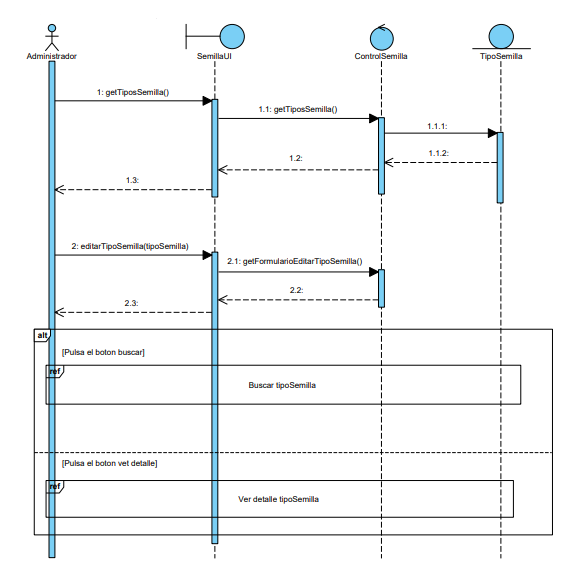 Administrador
SemillaUI
ControlSemilla
TipoSemilla
1: getTiposSemilla()
1.1: getTiposSemilla()
1.1.1:
1.1.2:
1.2:
1.3:
2: editarTipoSemilla(tipoSemilla)
2.1: getFormularioEditarTipoSemilla()
2.2:
2.3:
alt
[Pulsa el boton buscar]
ref
Buscar tipoSemilla
[Pulsa el boton vet detalle]
ref
Ver detalle tipoSemilla